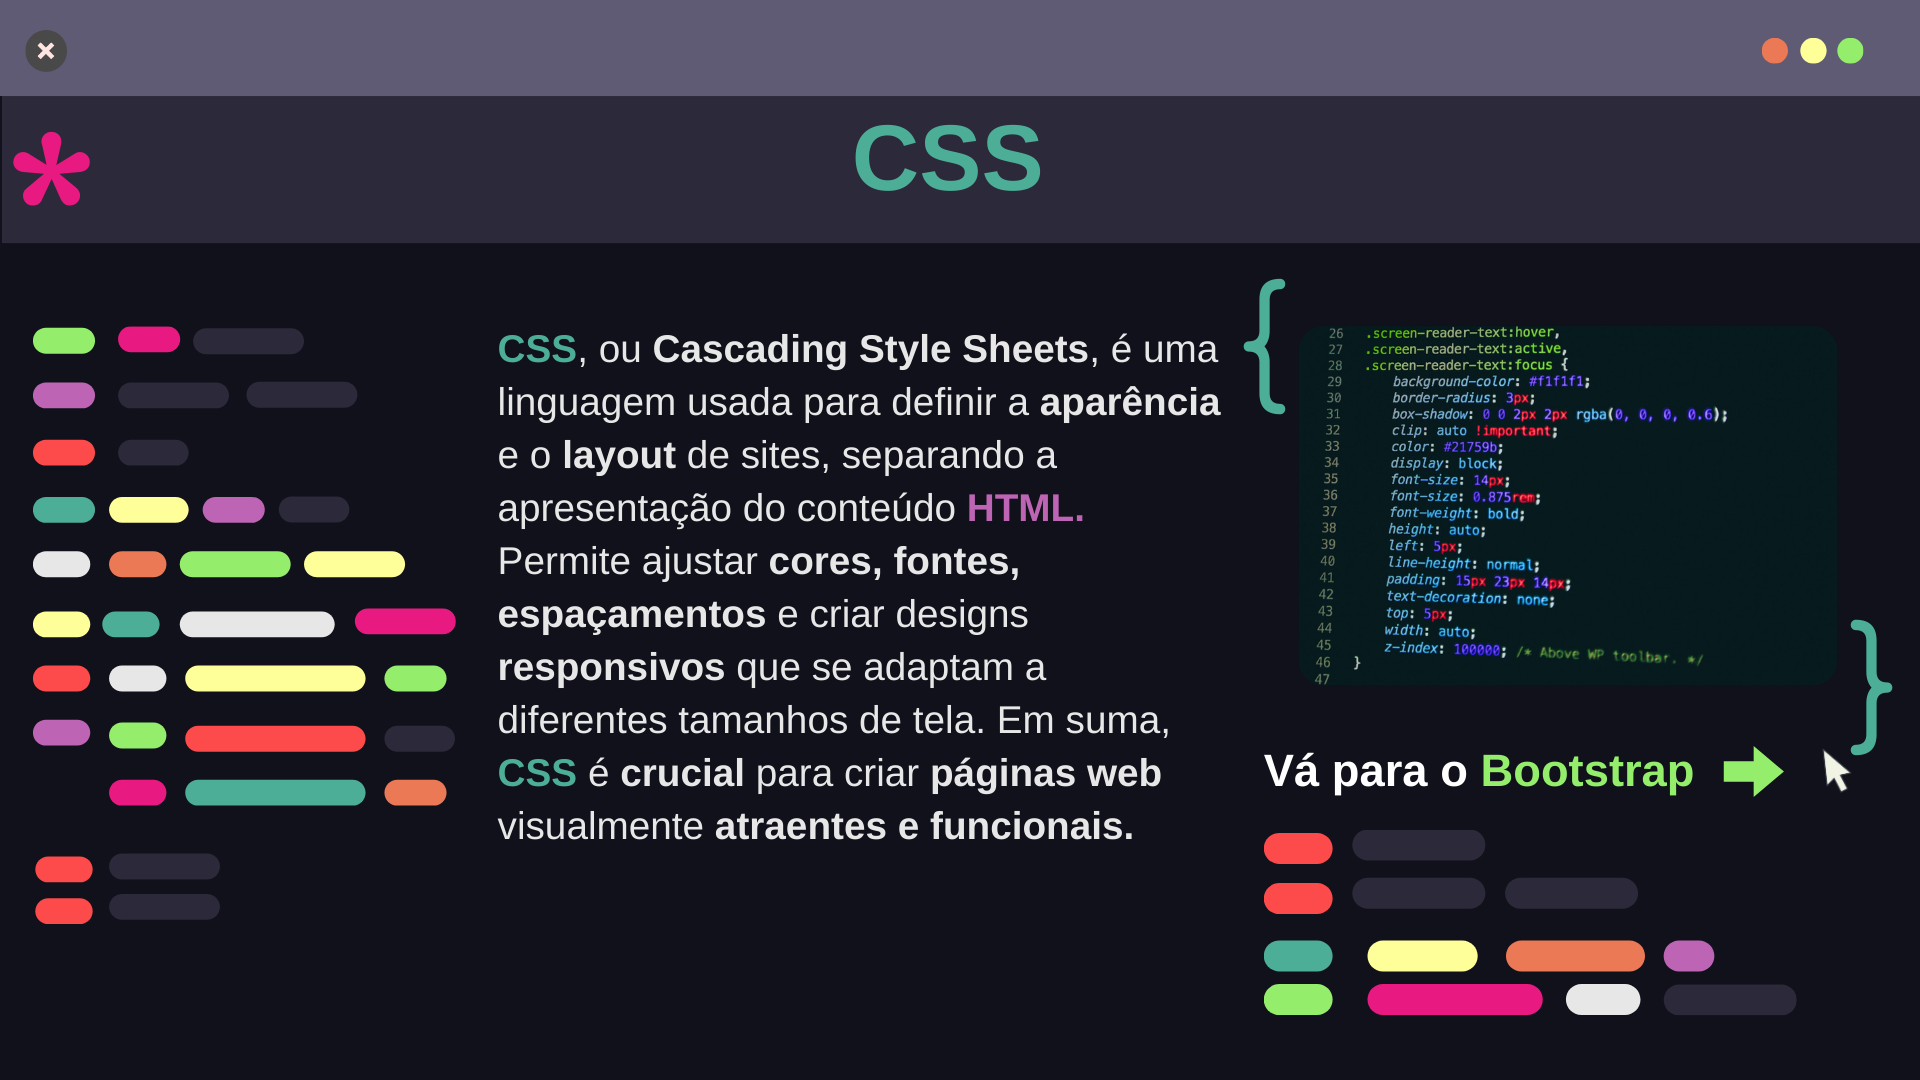 CSS
CSS, ou Cascading Style Sheets, é uma
linguagem usada para definir a aparência
e o layout de sites, separando a
apresentação do conteúdo HTML.
Permite ajustar cores, fontes,
espaçamentos e criar designs
responsivos que se adaptam a
diferentes tamanhos de tela. Em suma,
CSS é crucial para criar páginas web
visualmente atraentes e funcionais.
{
26 .screen-reader-text:hover,
27 .screen-reader-text:active,
28 .screen-reader-text:focus {
29 background-color: #f1f1f1;
30 border-radius: 3px;
31 box-shadow: 0 0 2px 2px rgba(0, 0, 0, 0.6);
32 clip: auto !important;
33 color: #21759b;
34 display: block;
35 font-size: 14px;
36 font-size: 0.875rem;
37 font-weight: bold;
38 height: auto;
39 left: 5px;
40 line-height: normal;
41 padding: 15px 23px 14px;
42 text-decoration: none;
43 top: 5px;
44 width: auto;
45 z-index: 100000; /* Above WP toolbar. */
46 }
47
}
Vá para o Bootstrap